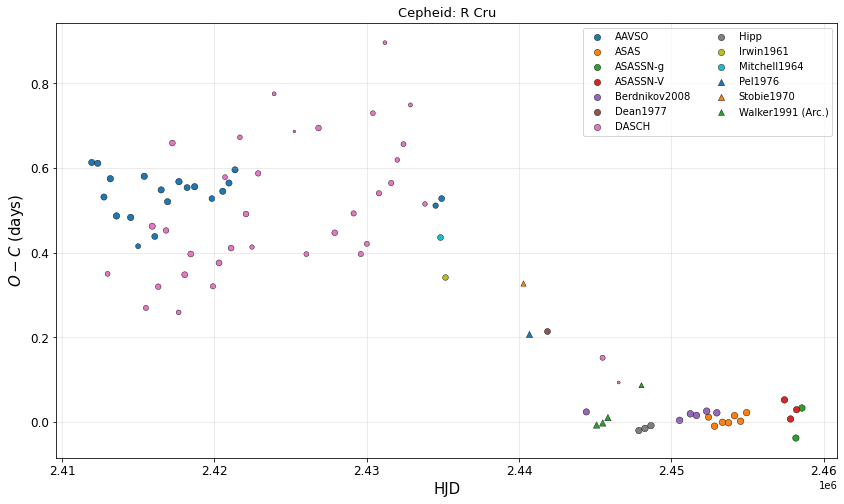 Cepheid: R Cru
O − C (days)
0.8
0.6
0.4
0.2
0.0
AAVSO
ASAS
ASASSN-g
ASASSN-V
Berdnikov2008
Dean1977
DASCH
Hipp
Irwin1961
Mitchell1964
Pel1976
Stobie1970
Walker1991 (Arc.)
2.41 2.42 2.43 2.44 2.45 2.46
1e6
HJD